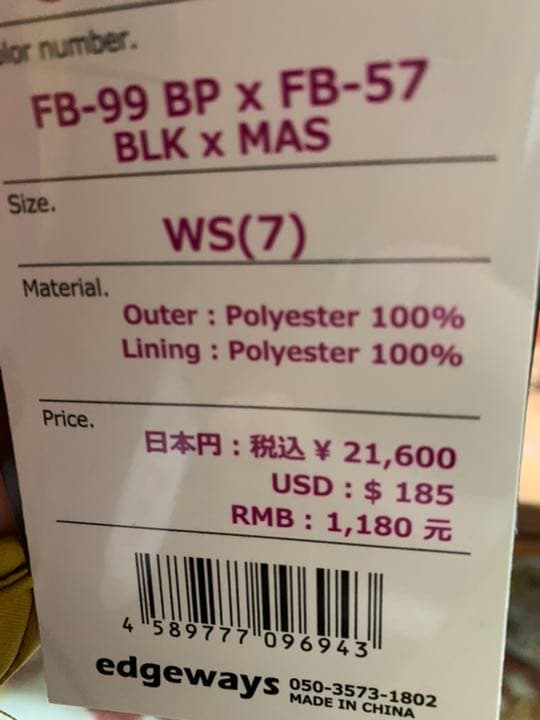 lor number.
FB-99 BP x FB-57
BLK x MAS
Size.
WS(7)
Material.
Outer : Polyester 100%
Lining : Polyester 100%
Price.
日本円 : 税込 ¥ 21,600
USD : $ 185
RMB : 1,180 元
4 589777 096943
edgeways 050-3573-1802
MADE IN CHINA